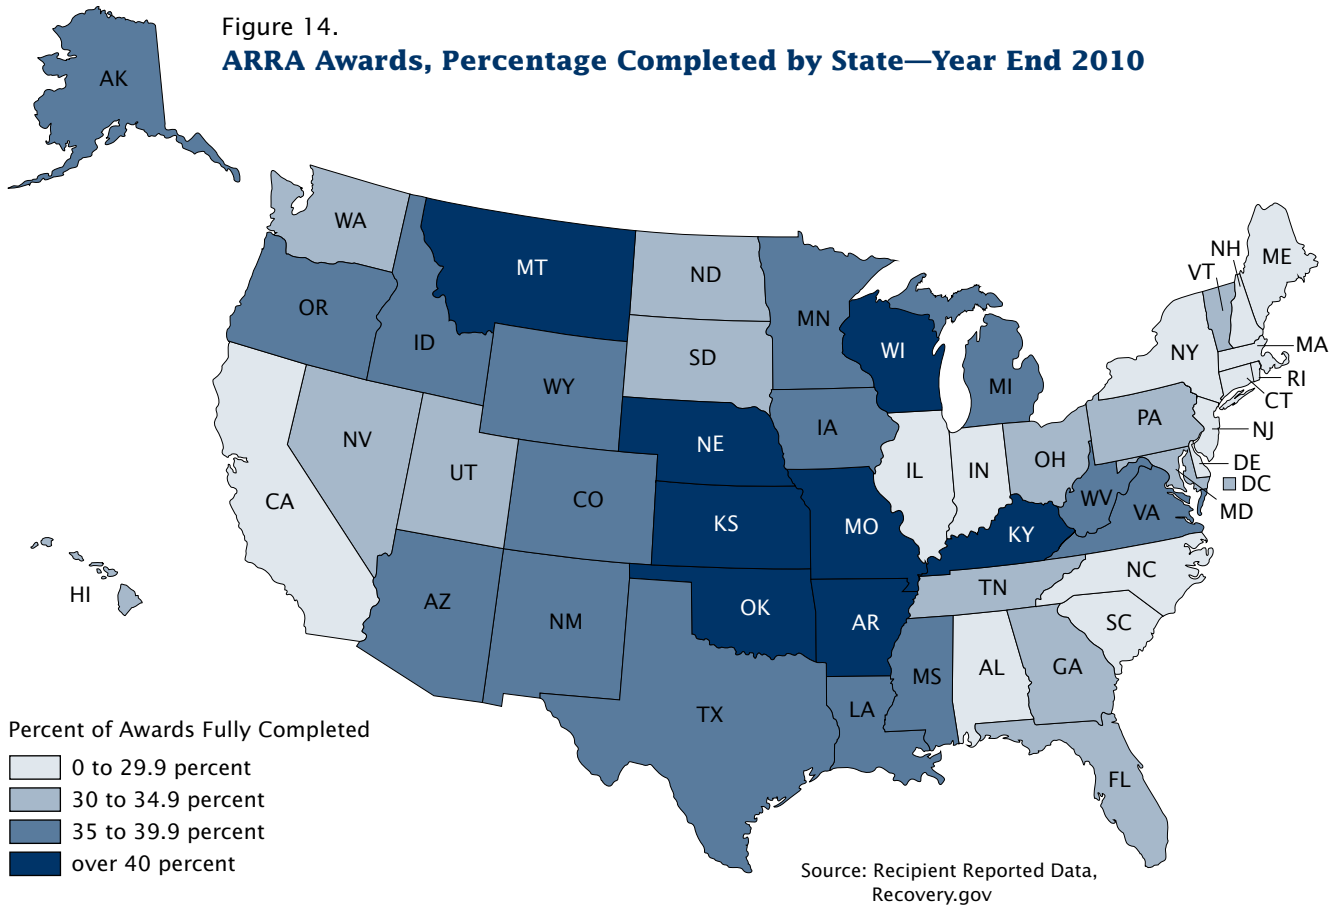 Figure 14.
ARRA Awards, Percentage Completed by State—Year End 2010
AK
WA
MT
ND
MN
OR
ID
SD
WI
WY
MI
NH
ME
VT
NY
MA
RI
CT
NV
UT
NE
IA
PA
NJ
CA
CO
KS
MO
IL
IN
OH
DE
DC
WV
VA
MD
KY
HI
AZ
NM
OK
AR
TN
NC
SC
TX
LA
MS
AL
GA
FL
Percent of Awards Fully Completed
0 to 29.9 percent
30 to 34.9 percent
35 to 39.9 percent
over 40 percent
Source: Recipient Reported Data,
Recovery.gov